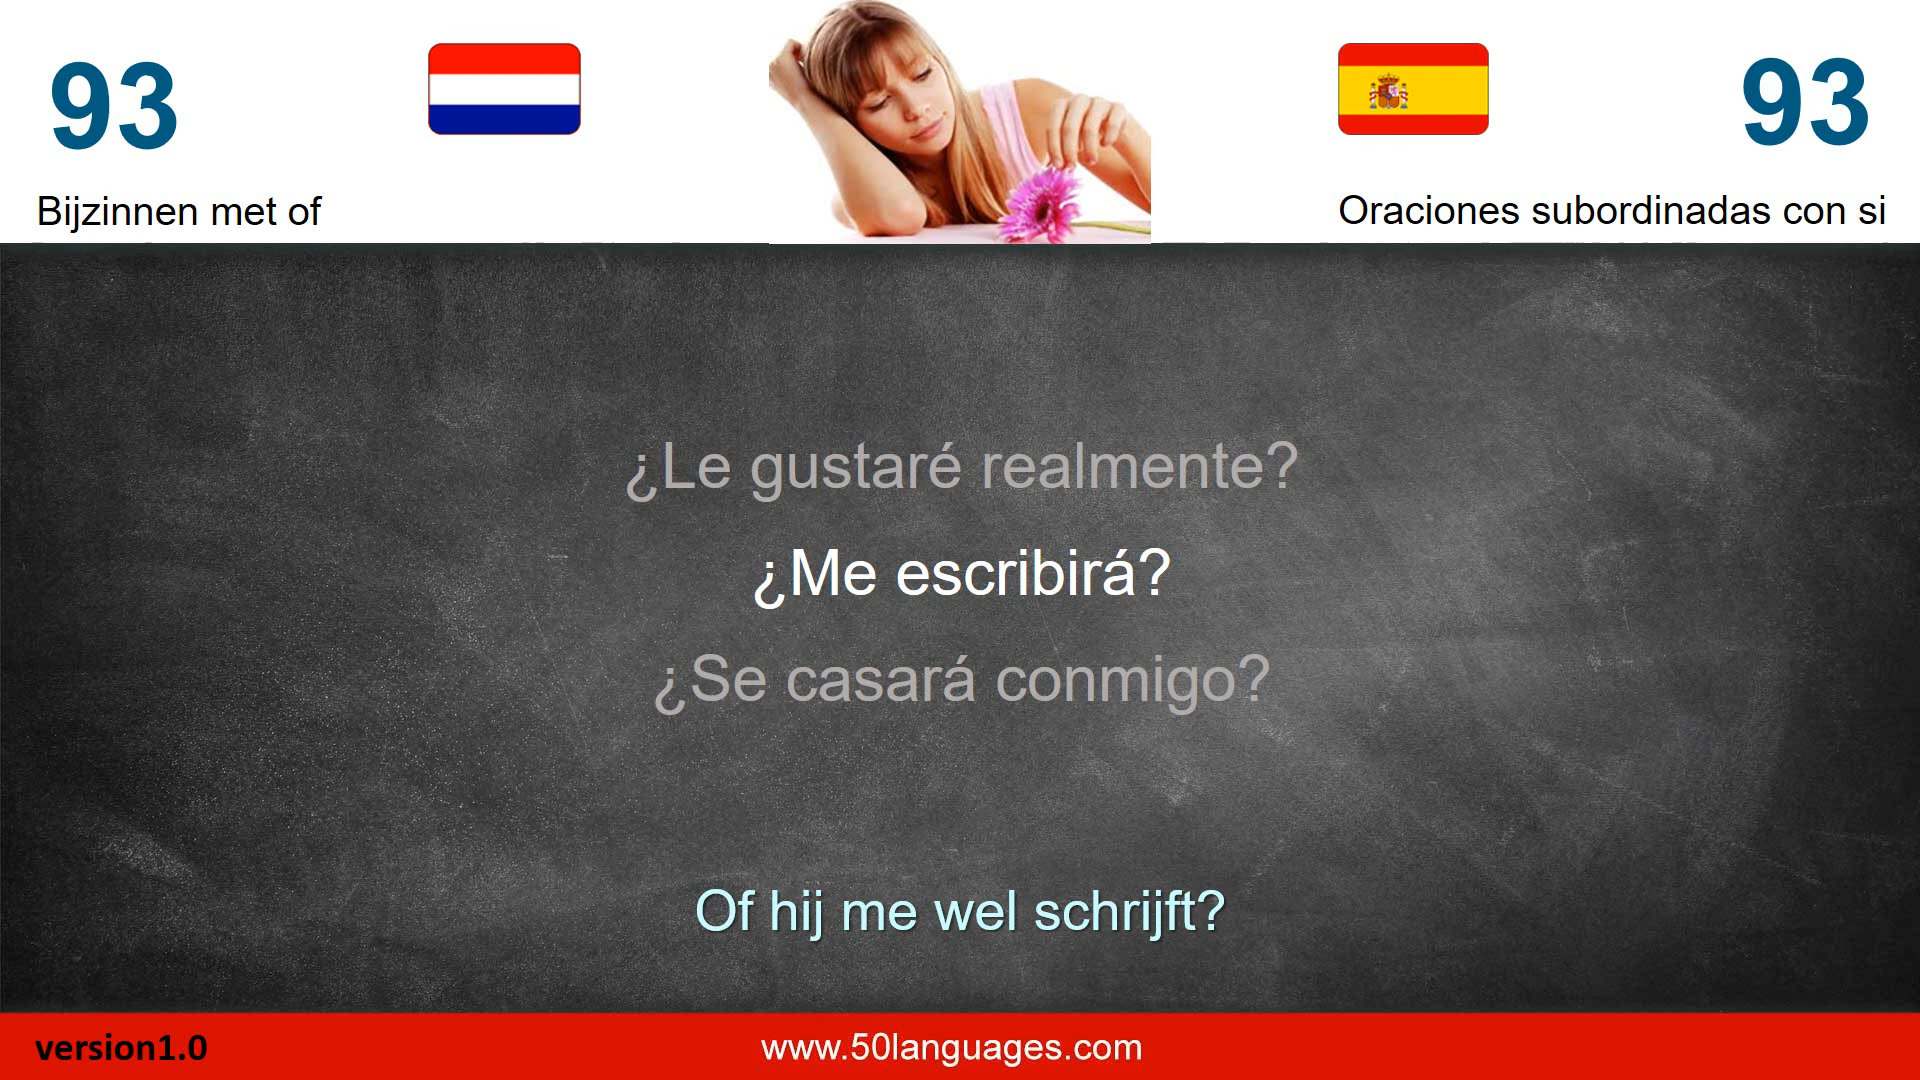 93
93
Bijzinnen met of
Oraciones subordinadas con si
¿Le gustaré realmente?
¿Me escribirá?
¿Se casará conmigo?
Of hij me wel schrijft?
version1.0
www.50languages.com